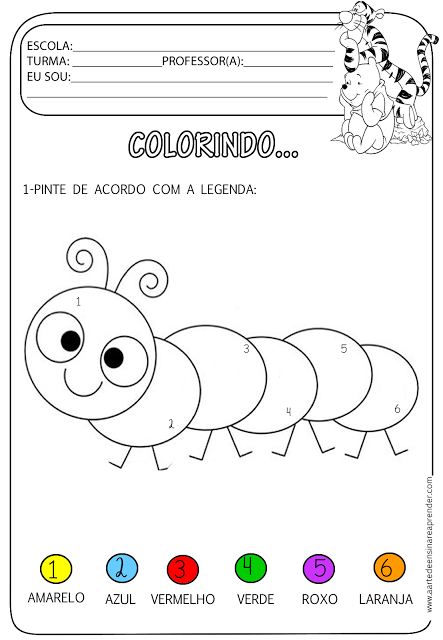 ESCOLA:
TURMA: PROFESSOR(A):
EU SOU:
COLORINDO...
1-PINTE DE ACORDO COM A LEGENDA:
1
3
5
2
4
6
1 2 3 4 5 6
AMARELO AZUL VERMELHO VERDE ROXO LARANJA
www.aartedeensinareaprender.com